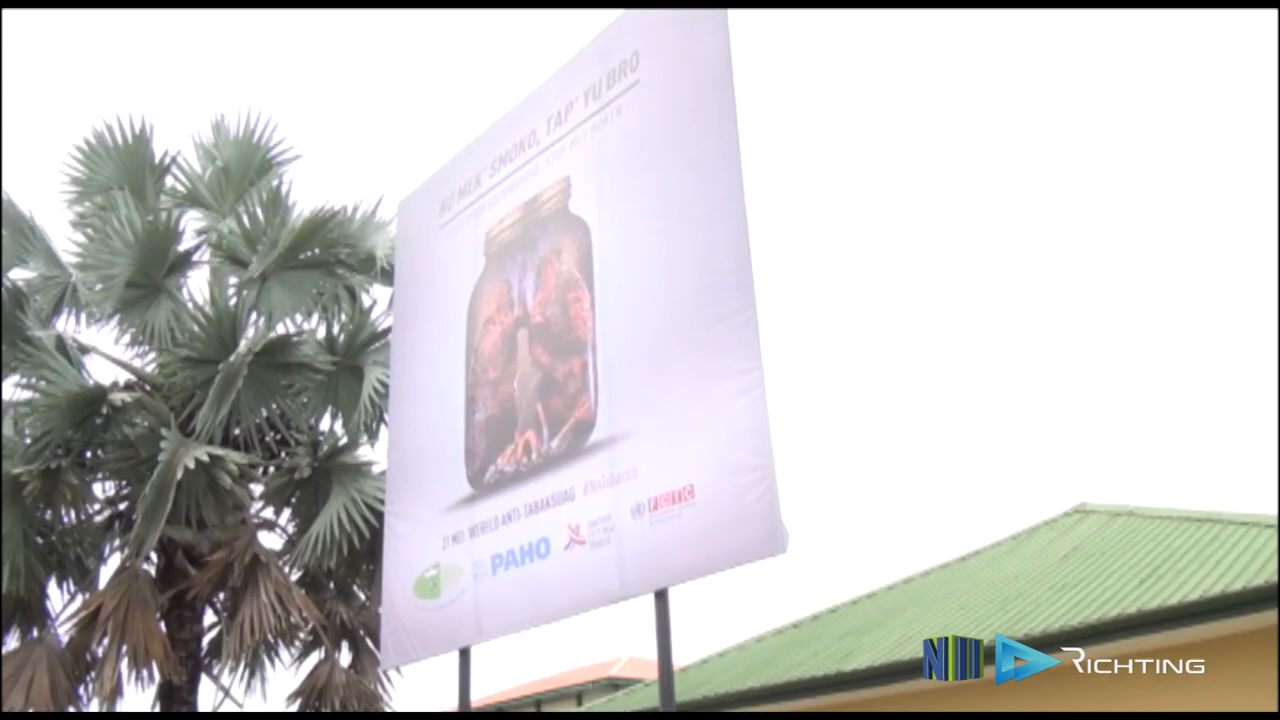 NO MEK' SMOKO, TAP' YU BRO
31 MEI: WERELD ANTI-TABAKSDAG #NoTobacco
PAHO
FCTC
NII RICHTING